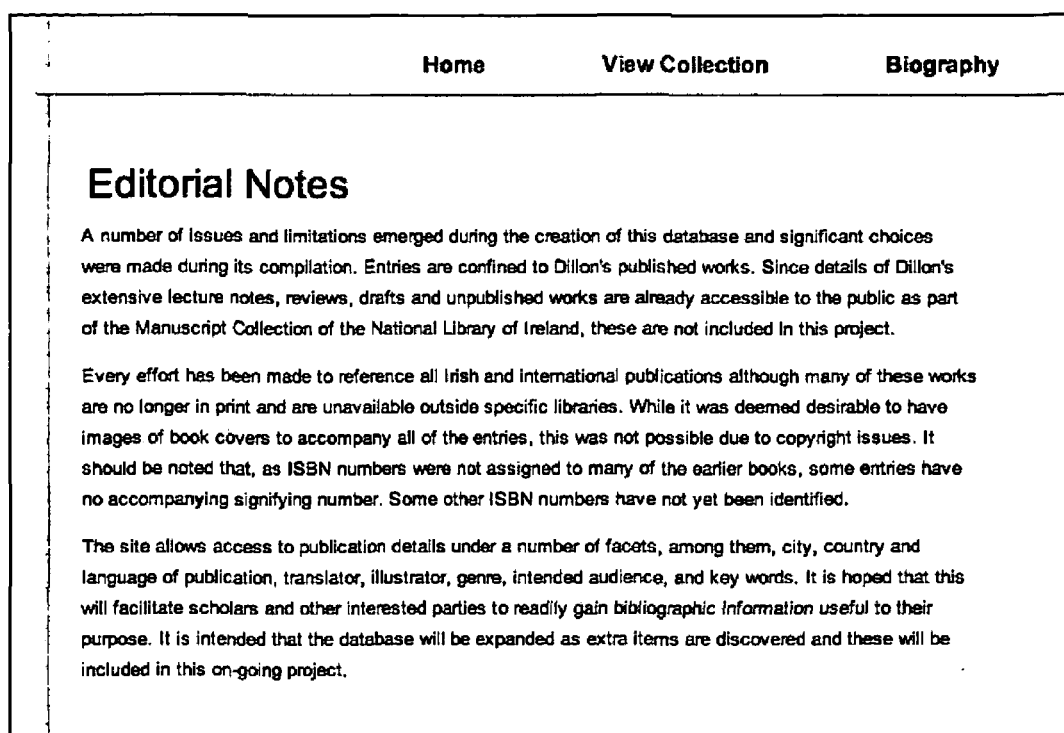 Home View Collection Biography
Editorial Notes
A number of issues and limitations emerged during the creation of this database and significant choices
were made during its compilation. Entries are confined to Dillon's published works. Since details of Dillon's
extensive lecture notes, reviews, drafts and unpublished works are already accessible to the public as part
of the Manuscript Collection of the National Library of Ireland, these are not included in this project.
Every effort has been made to reference all Irish and international publications although many of these works
are no longer in print and are unavailable outside specific libraries. While it was deemed desirable to have
images of book covers to accompany all of the entries, this was not possible due to copyright issues. It
should be noted that, as ISBN numbers were not assigned to many of the earlier books, some entries have
no accompanying signifying number. Some other ISBN numbers have not yet been identified.
The site allows access to publication details under a number of facets, among them, city, country and
language of publication, translator, illustrator, genre, intended audience, and key words. It is hoped that this
will facilitate scholars and other interested parties to readily gain bibliographic information useful to their
purpose. It is intended that the database will be expanded as extra items are discovered and these will be
included in this on-going project.